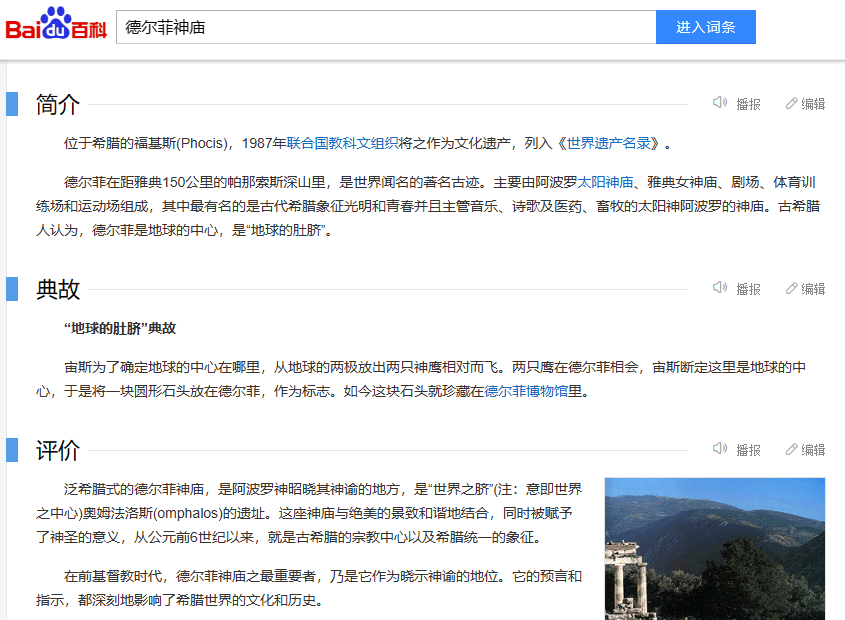 Bai du 百科
德尔菲神庙
进入词条
简介
播报
编辑
位于希腊的福基斯(Phocis)，1987年联合国教科文组织将之作为文化遗产，列入《世界遗产名录》。
德尔菲在距雅典150公里的帕那索斯深山里，是世界闻名的著名古迹。主要由阿波罗太阳神庙、雅典女神庙、剧场、体育训
练场和运动场组成，其中最有名的是古代希腊象征光明和青春并且主管音乐、诗歌及医药、畜牧的太阳神阿波罗的神庙。古希腊
人认为，德尔菲是地球的中心，是“地球的肚脐”。
典故
播报
编辑
“地球的肚脐”典故
宙斯为了确定地球的中心在哪里，从地球的两极放出两只神鹰相对而飞。两只鹰在德尔菲相会，宙斯断定这里是地球的中
心，于是将一块圆形石头放在德尔菲，作为标志。如今这块石头就珍藏在德尔菲博物馆里。
评价
播报
编辑
泛希腊式的德尔菲神庙，是阿波罗神昭晓其神谕的地方，是“世界之脐”(注：意即世界
之中心)奥姆法洛斯(omphalos)的遗址。这座神庙与绝美的景致和谐地结合，同时被赋予
了神圣的意义，从公元前6世纪以来，就是古希腊的宗教中心以及希腊统一的象征。
在前基督教时代，德尔菲神庙之最重要者，乃是它作为晓示神谕的地位。它的预言和
指示，都深刻地影响了希腊世界的文化和历史。